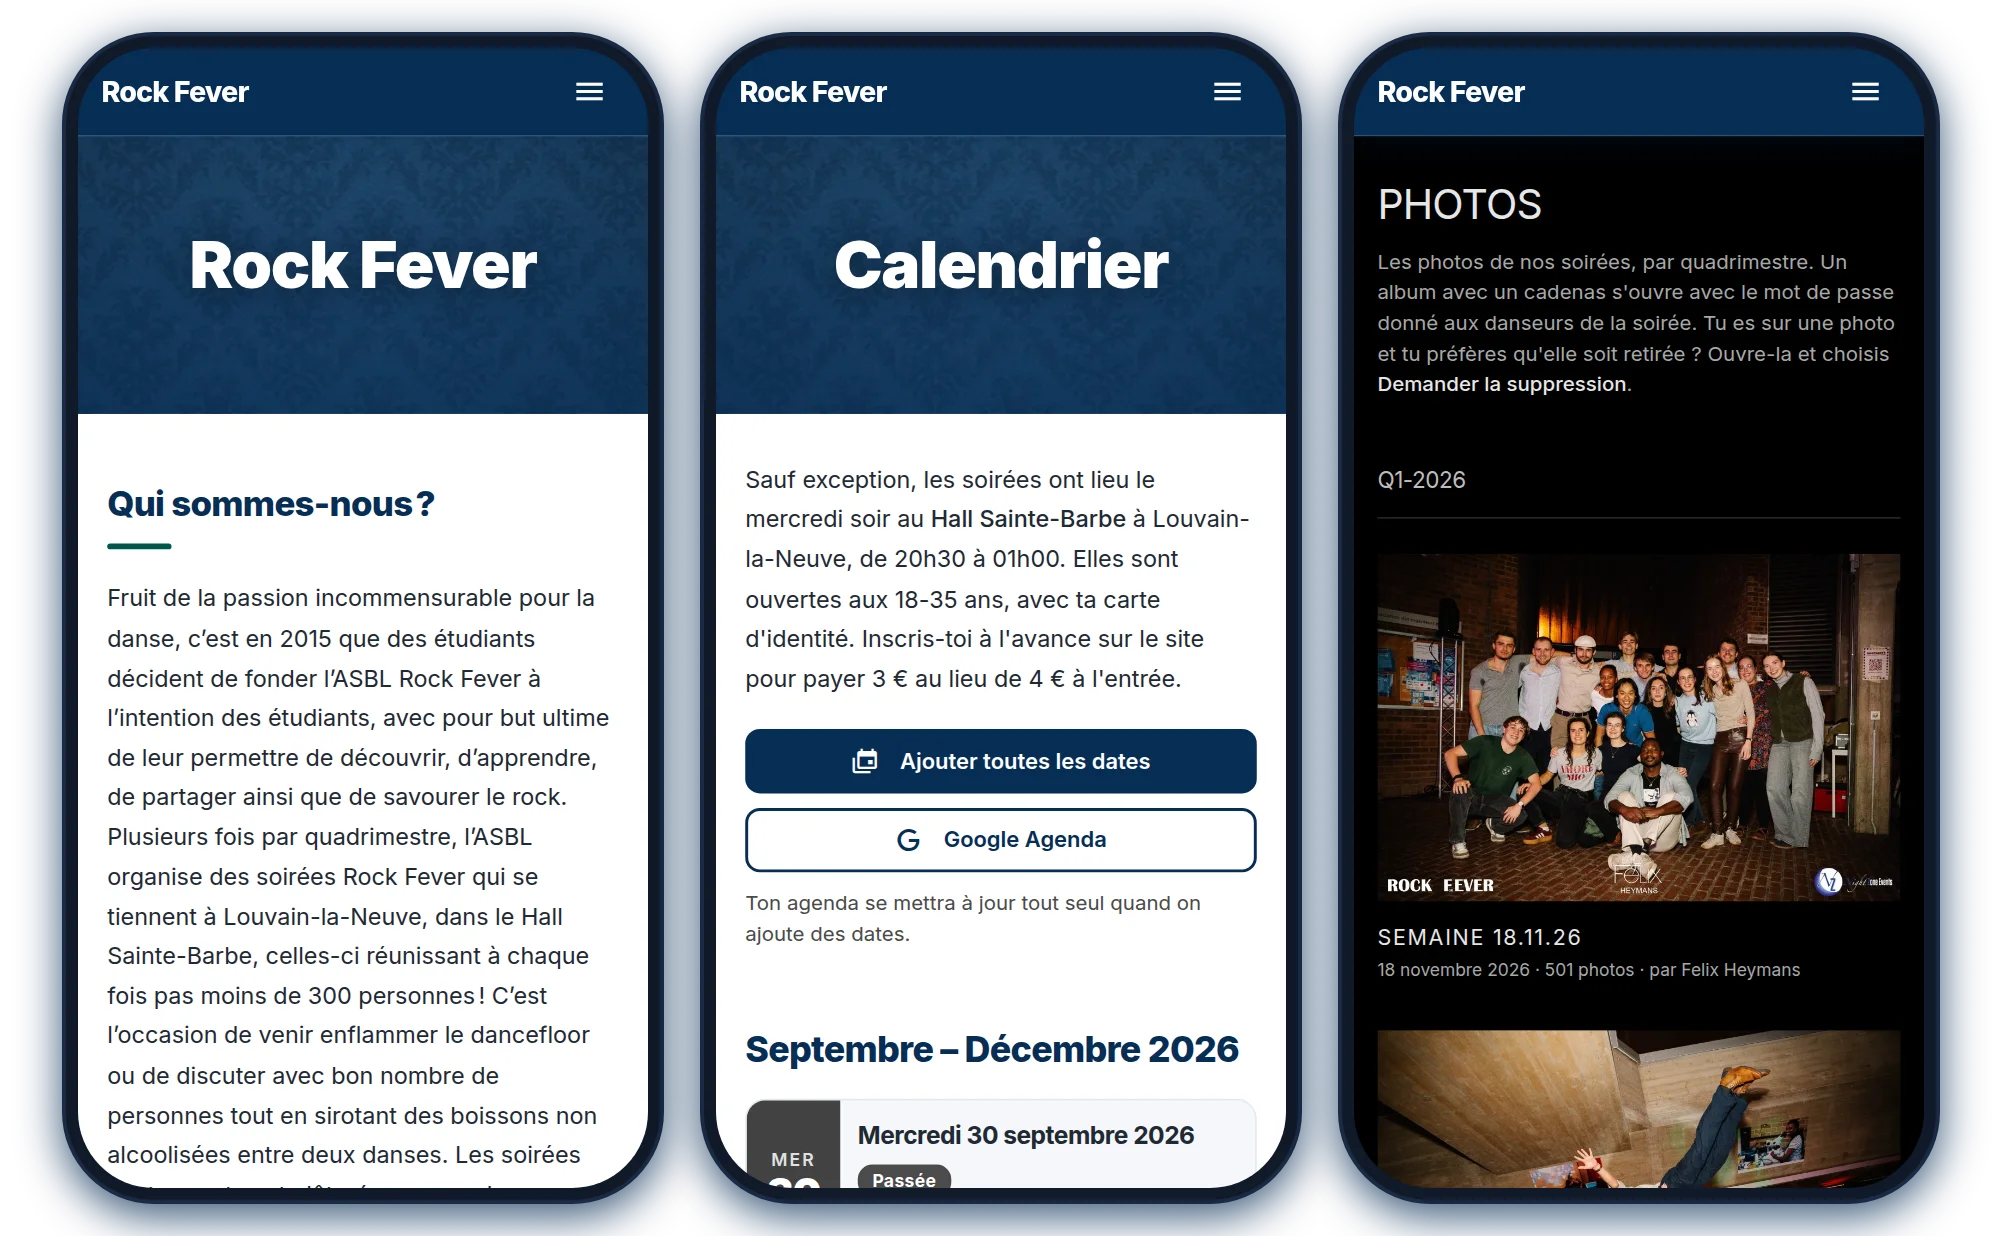 Rock Fever
Rock Fever
Qui sommes-nous ?
Fruit de la passion incommensurable pour la
danse, c’est en 2015 que des étudiants
décident de fonder l’ASBL Rock Fever à
l’intention des étudiants, avec pour but ultime
de leur permettre de découvrir, d’apprendre,
de partager ainsi que de savourer le rock.
Plusieurs fois par quadrimestre, l’ASBL
organise des soirées Rock Fever qui se
tiennent à Louvain-la-Neuve, dans le Hall
Sainte-Barbe, celles-ci réunissant à chaque
fois pas moins de 300 personnes ! C’est
l’occasion de venir enflammer le dancefloor
ou de discuter avec bon nombre de
personnes tout en sirotant des boissons non
alcoolisées entre deux danses. Les soirées
Rock Fever
Calendrier
Sauf exception, les soirées ont lieu le
mercredi soir au Hall Sainte-Barbe à Louvain-
la-Neuve, de 20h30 à 01h00. Elles sont
ouvertes aux 18-35 ans, avec ta carte
d'identité. Inscris-toi à l'avance sur le site
pour payer 3 € au lieu de 4 € à l'entrée.
Ajouter toutes les dates
Google Agenda
Ton agenda se mettra à jour tout seul quand on
ajoute des dates.
Septembre – Décembre 2026
MER
Mercredi 30 septembre 2026
Passée
Rock Fever
PHOTOS
Les photos de nos soirées, par quadrimestre. Un
album avec un cadenas s'ouvre avec le mot de passe
donné aux danseurs de la soirée. Tu es sur une photo
et tu préfères qu'elle soit retirée ? Ouvre-la et choisis
Demander la suppression.
Q1-2026
ROCK FEVER
FELIX
HEYMANS
SEMAINE 18.11.26
18 novembre 2026 · 501 photos · par Felix Heymans